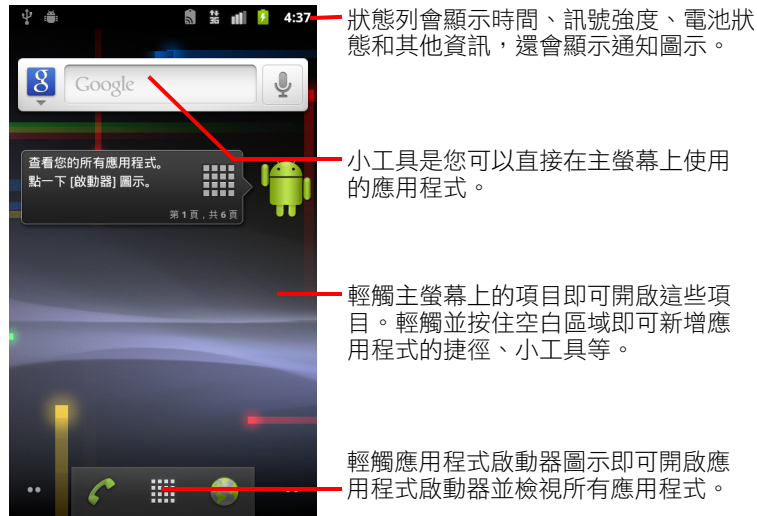 3G
4:37
Google
查看您的所有應用程式。
點一下 [啟動器] 圖示。
第 1 頁，共 6 頁
狀態列會顯示時間、訊號強度、電池狀
態和其他資訊，還會顯示通知圖示。
小工具是您可以直接在主螢幕上使用
的應用程式。
輕觸主螢幕上的項目即可開啟這些項
目。輕觸並按住空白區域即可新增應
用程式的捷徑、小工具等。
輕觸應用程式啟動器圖示即可開啟應
用程式啟動器並檢視所有應用程式。